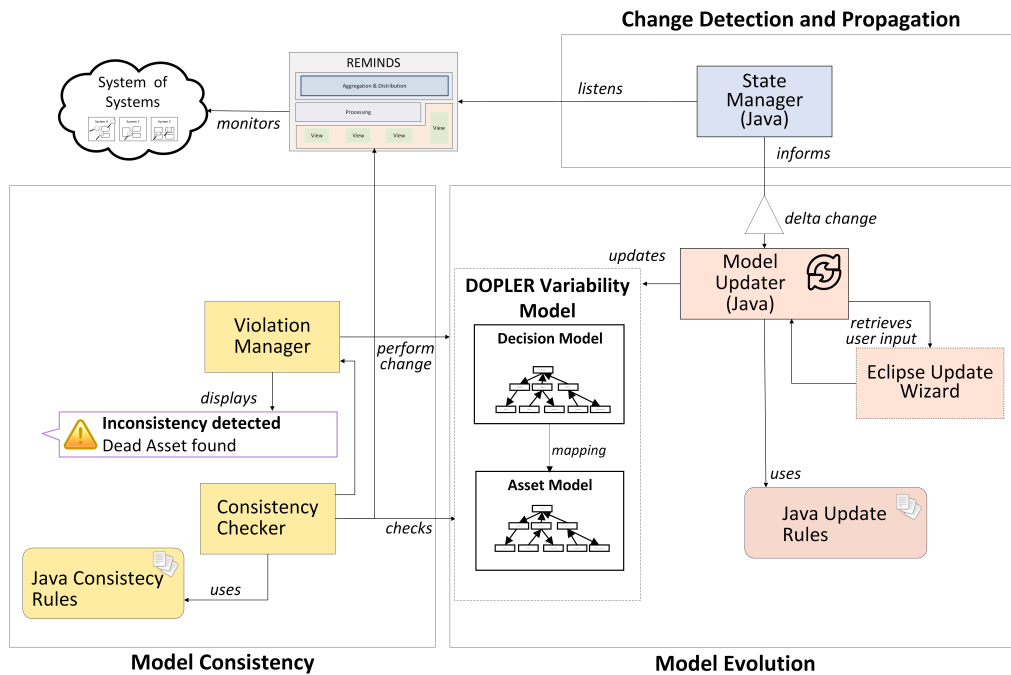 Change Detection and Propagation
System of
Systems
System X
System Y
System Z
monitors
REMINDS
Aggregation & Distribution
Processing
View
View
View
View
listens
State
Manager
(Java)
informs
delta change
updates
Model
Updater
(Java)
retrieves
user input
Eclipse Update
Wizard
uses
Java Update
Rules
DOPLER Variability
Model
Decision Model
mapping
Asset Model
Violation
Manager
perform
change
displays
Inconsistency detected
Dead Asset found
Consistency
Checker
checks
Java Consistecy
Rules
uses
Model Consistency
Model Evolution